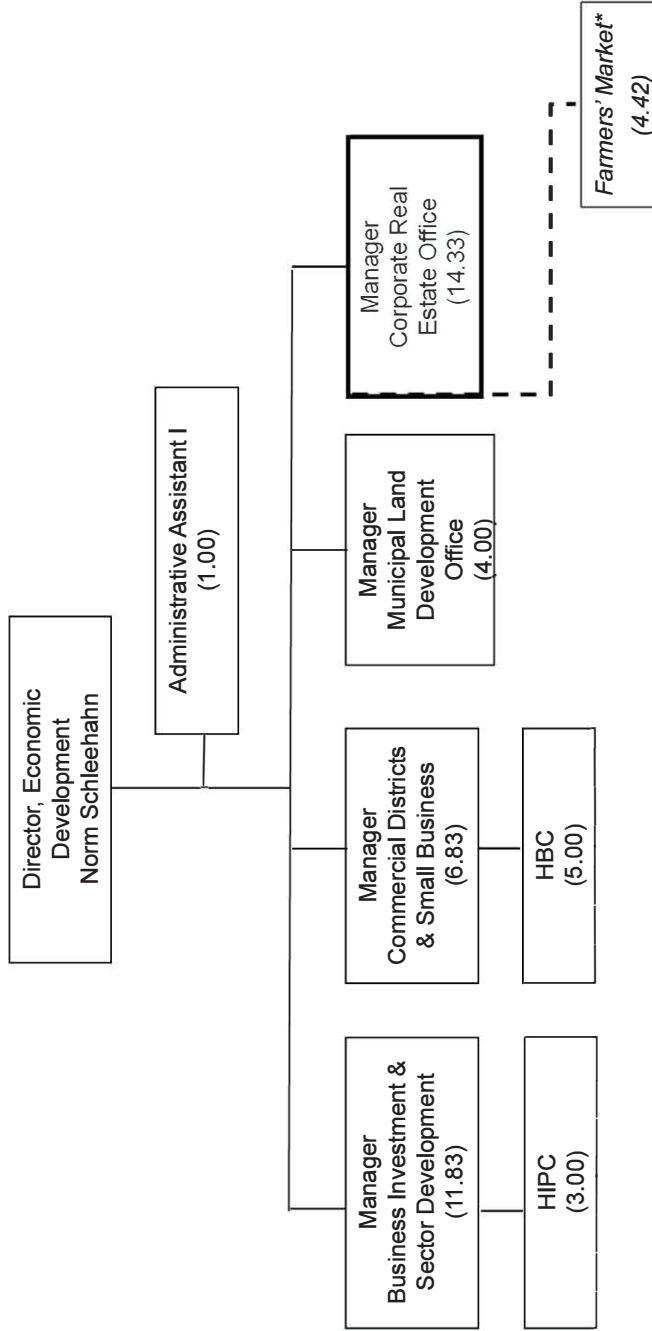 Director, Economic
Development
Norm Schleehahn
Administrative Assistant I
(1.00)
Manager
Business Investment &
Sector Development
(11.83)
Manager
Commercial Districts
& Small Business
(6.83)
Manager
Municipal Land
Development
Office
(4.00)
Manager
Corporate Real
Estate Office
(14.33)
HIPC
(3.00)
HBC
(5.00)
Farmers’ Market*
(4.42)